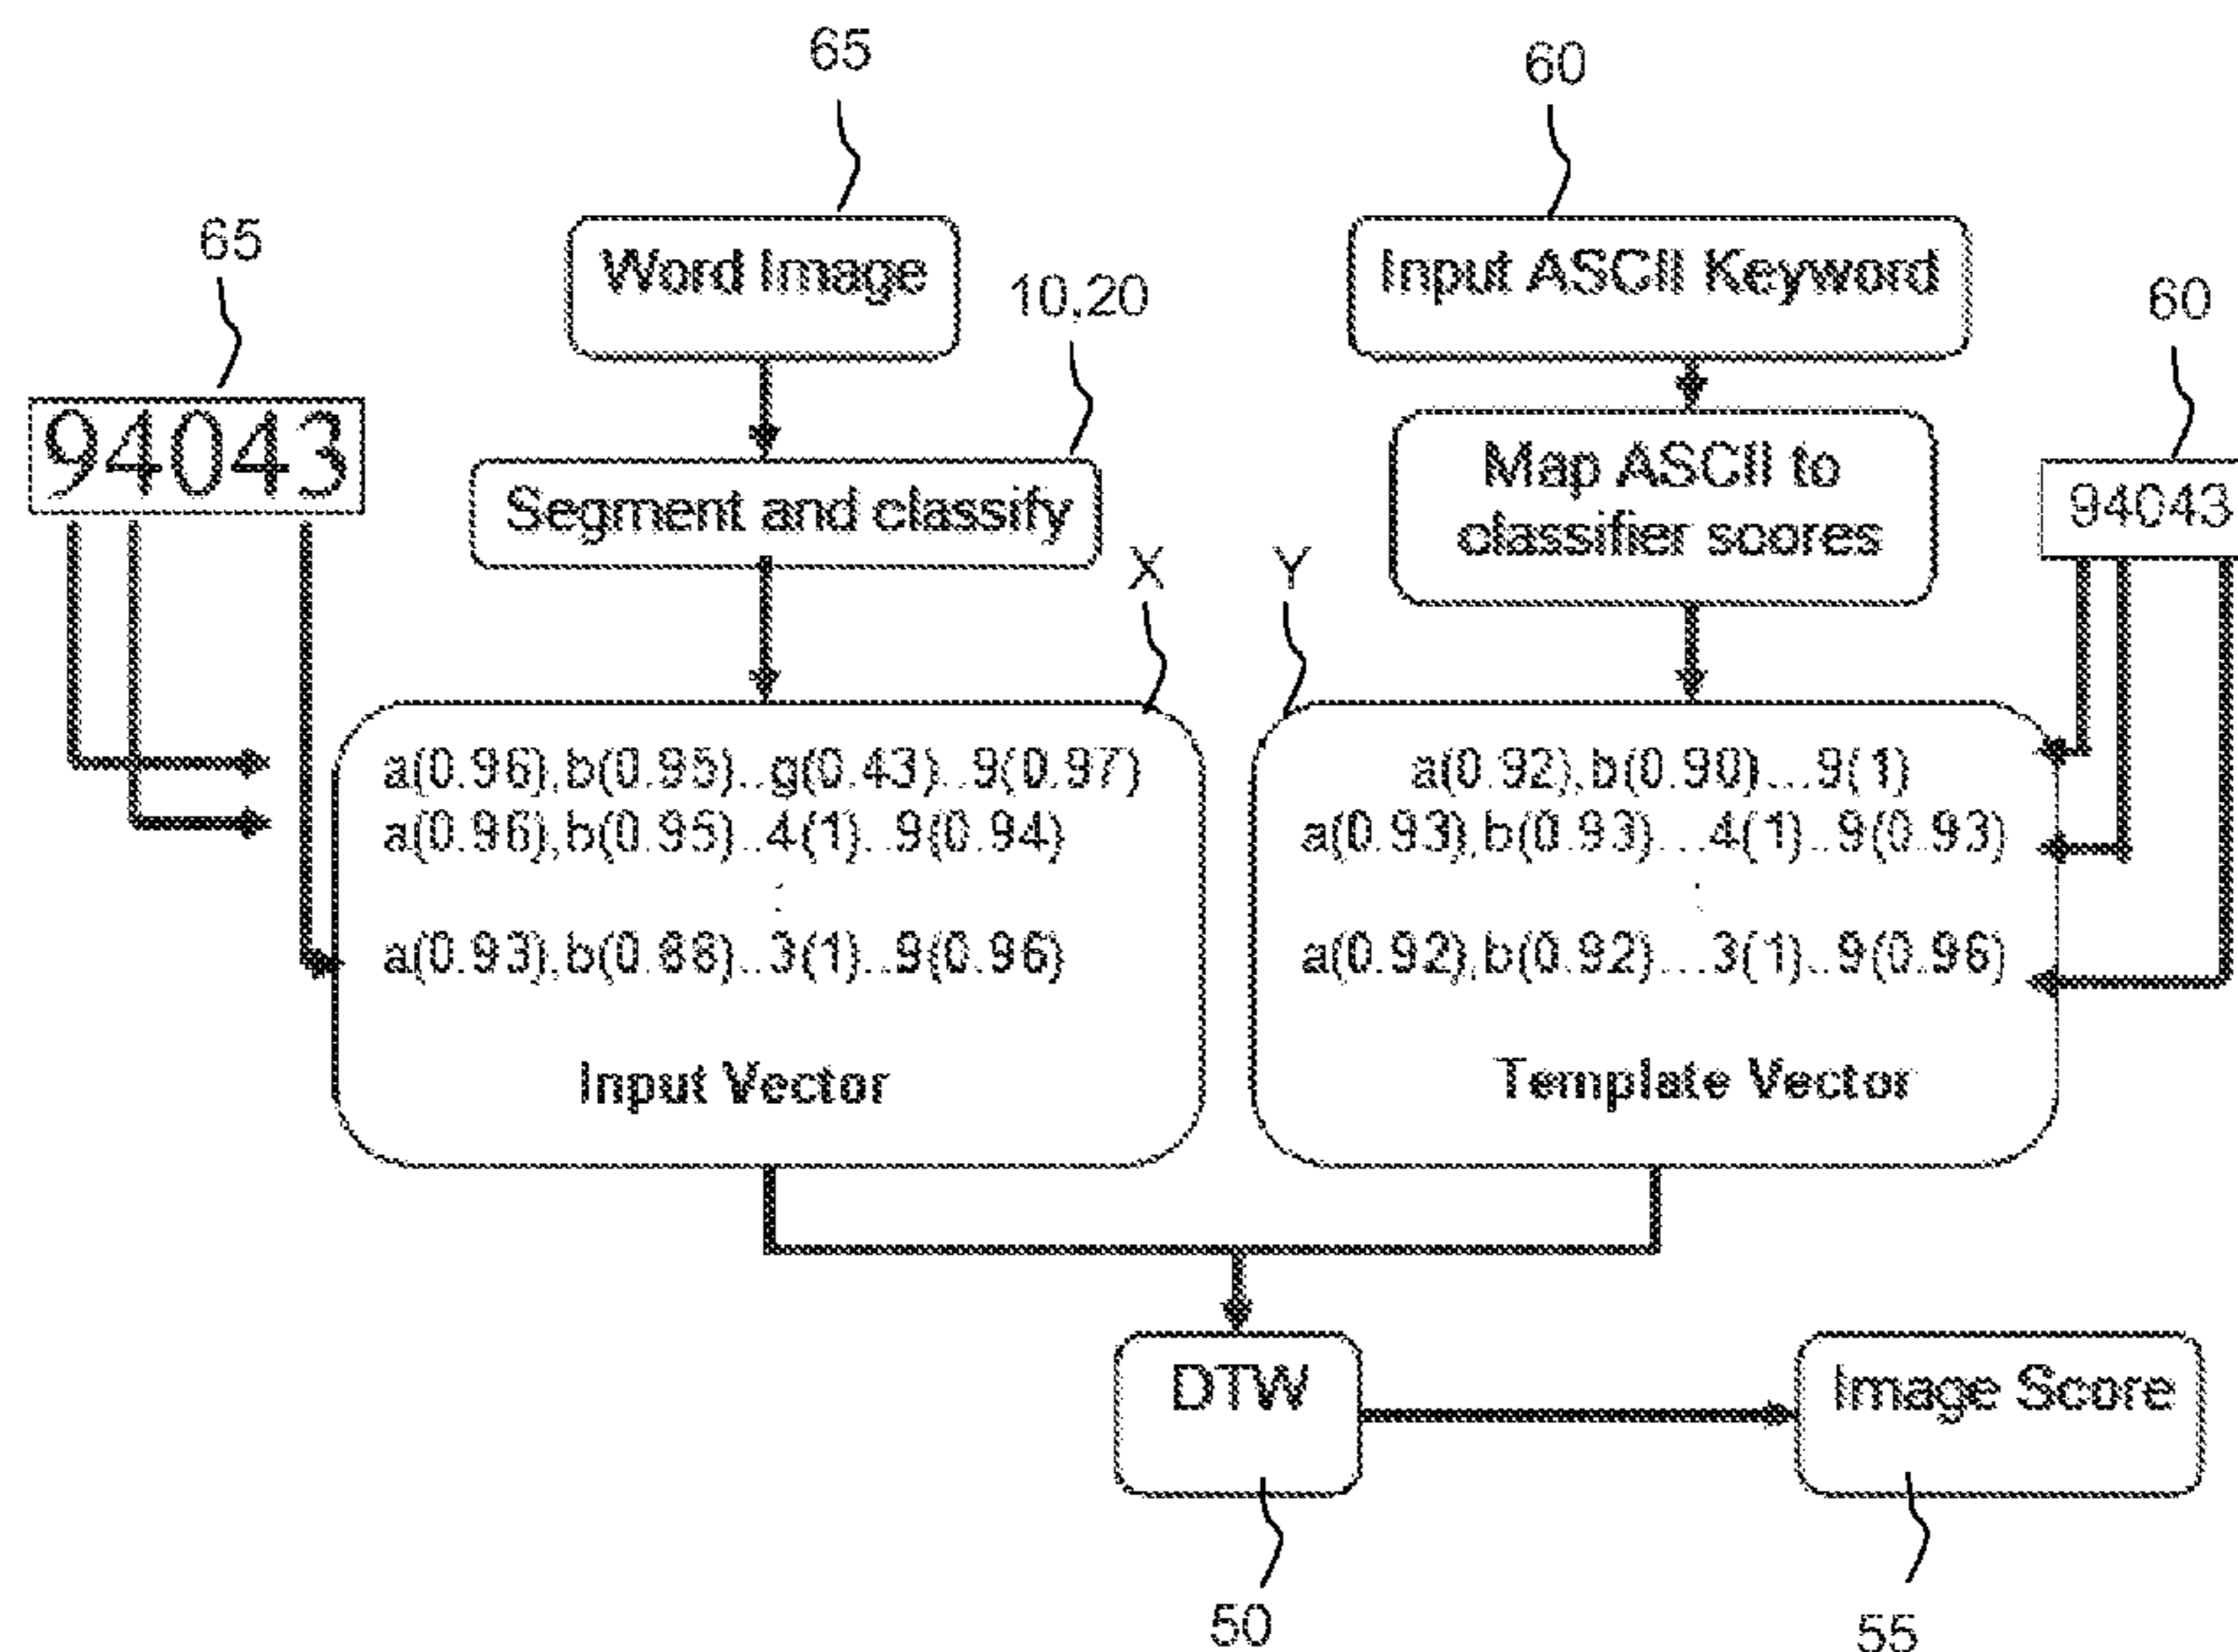 65
60
65
Word Image
Input ASCII Keyword
10,20
60
94043
Segment and classify
Map ASCII to
classifier scores
94043
X
Y
a(0.96),b(0.95)..g(0.43)..9(0.97)
a(0.96),b(0.95)..4(1)..9(0.94)
.
.
a(0.93),b(0.88)..3(1)..9(0.96)
Input Vector
a(0.92),b(0.90)....9(1)
a(0.93),b(0.93)....4(1)..9(0.93)
.
.
a(0.92),b(0.92)....3(1)..9(0.96)
Template Vector
DTW
Image Score
50
55